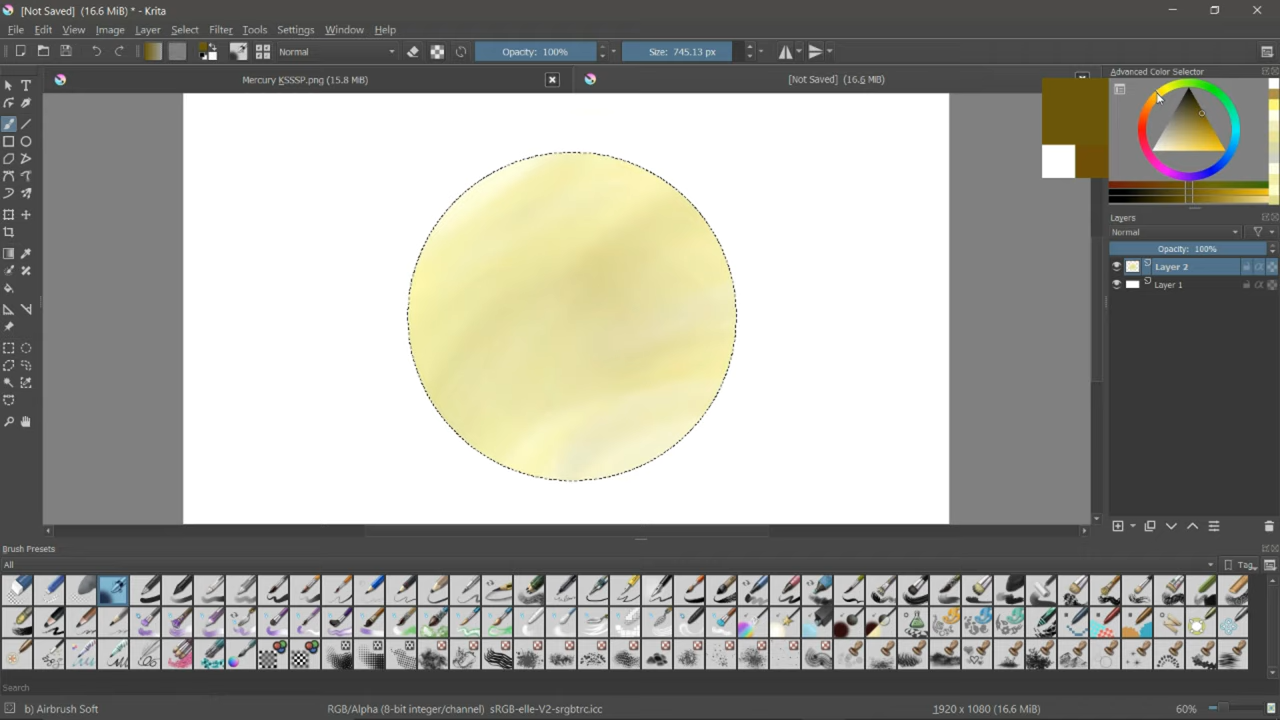 [Not Saved] (16.6 MiB) * - Krita
File Edit View Image Layer Select Filter Tools Settings Window Help
Normal
Opacity: 100%
Size: 745.13 px
Mercury KSSSP.png (15.8 MiB)
[Not Saved] (16.6 MiB)
Advanced Color Selector
Layers
Normal
Opacity: 100%
Layer 2
Layer 1
Brush Presets
All
Tag
Search
b) Airbrush Soft
RGB/Alpha (8-bit integer/channel) sRGB-elle-V2-srgbtrc.icc
1920 x 1080 (16.6 MiB)
60%